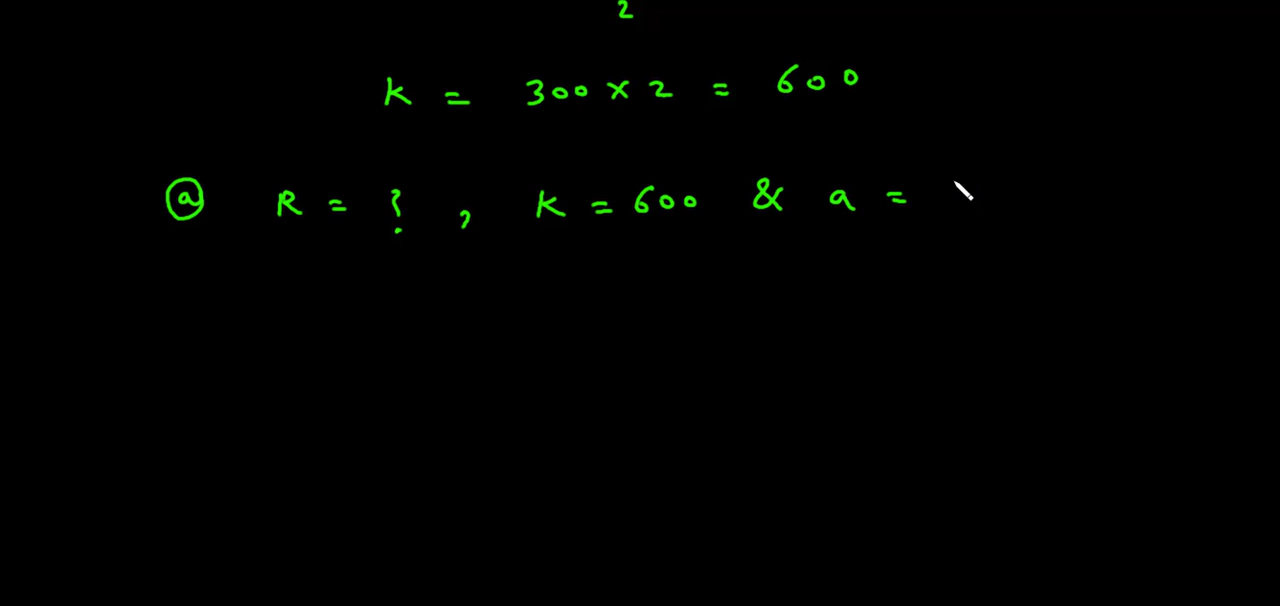 2
K = 300 × 2 = 600
ⓐ R = ? , K = 600 & a =